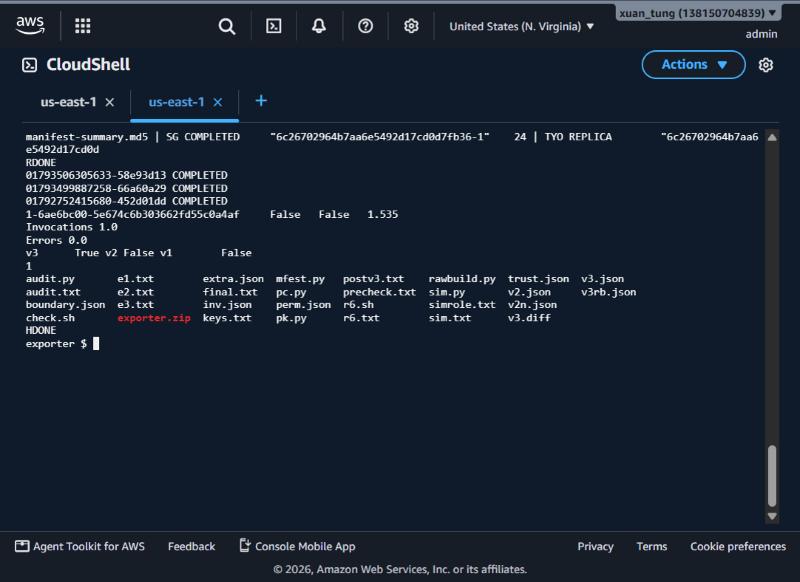 aws
United States (N. Virginia) ▼
xuan_tung (138150704839) ▼
admin
CloudShell
Actions ▼
us-east-1 ×
us-east-1 ×
+
manifest-summary.md5 | SG COMPLETED "6c26702964b7aa6e5492d17cd0d7fb36-1" 24 | TYO REPLICA "6c26702964b7aa6
e5492d17cd0d
RDONE
01793506305633-58e93d13 COMPLETED
01793499887258-66a60a29 COMPLETED
01792752415680-452d01dd COMPLETED
1-6ae6bc00-5e674c6b303662fd55c0a4af False False 1.535
Invocations 1.0
Errors 0.0
v3 True v2 False v1 False
1
audit.py e1.txt extra.json mfest.py postv3.txt rawbuild.py trust.json v3.json
audit.txt e2.txt final.txt pc.py precheck.txt sim.py v2.json v3rb.json
boundary.json e3.txt inv.json perm.json r6.sh simrole.txt v2n.json
check.sh exporter.zip keys.txt pk.py r6.txt sim.txt v3.diff
HDONE
exporter $
Agent Toolkit for AWS
Feedback
Console Mobile App
Privacy
Terms
Cookie preferences
© 2026, Amazon Web Services, Inc. or its affiliates.